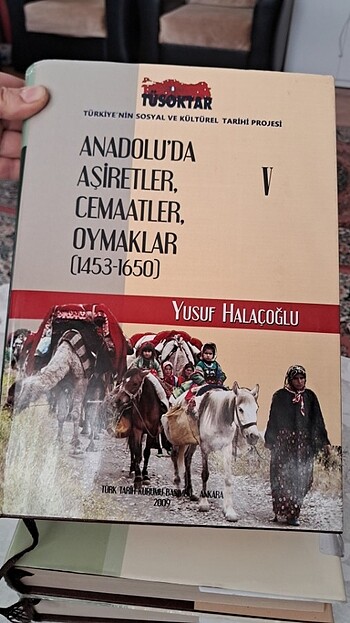 TÜSOKTAR
TÜRKİYE'NİN SOSYAL VE KÜLTÜREL TARİHİ PROJESİ
ANADOLU'DA
AŞİRETLER,
CEMAATLER,
OYMAKLAR
(1453-1650)
V
YUSUF HALAÇOĞLU
TÜRK TARİH KURUMU BASIMEVİ - ANKARA
2009